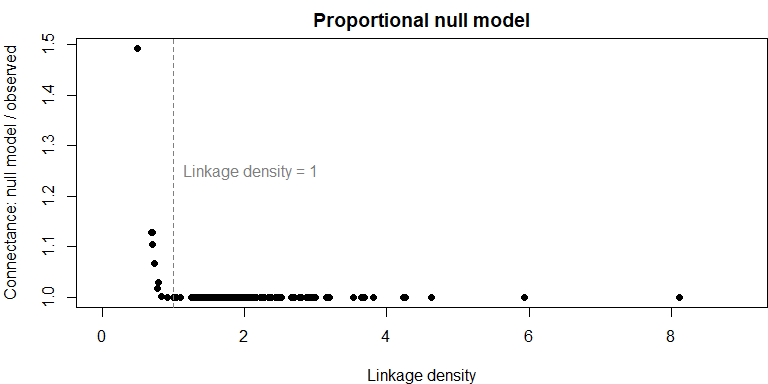 Proportional null model
Connectance: null model / observed
1.5
1.4
1.3
1.2
1.1
1.0
Linkage density = 1
0
2
4
6
8
Linkage density